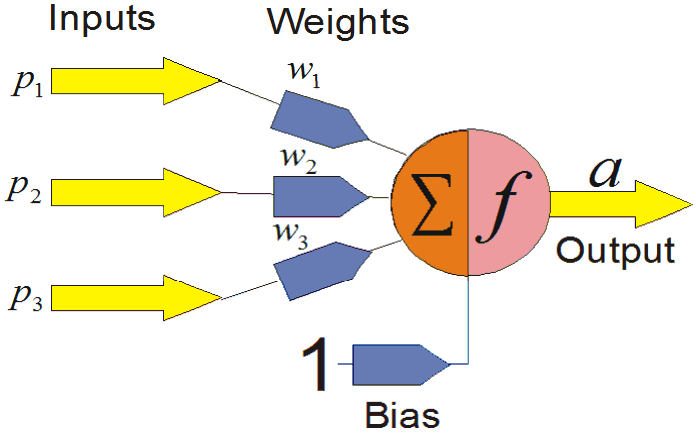 Inputs
Weights
p1
w1
w2
p2
w3
p3
Σ f
a
Output
1
Bias